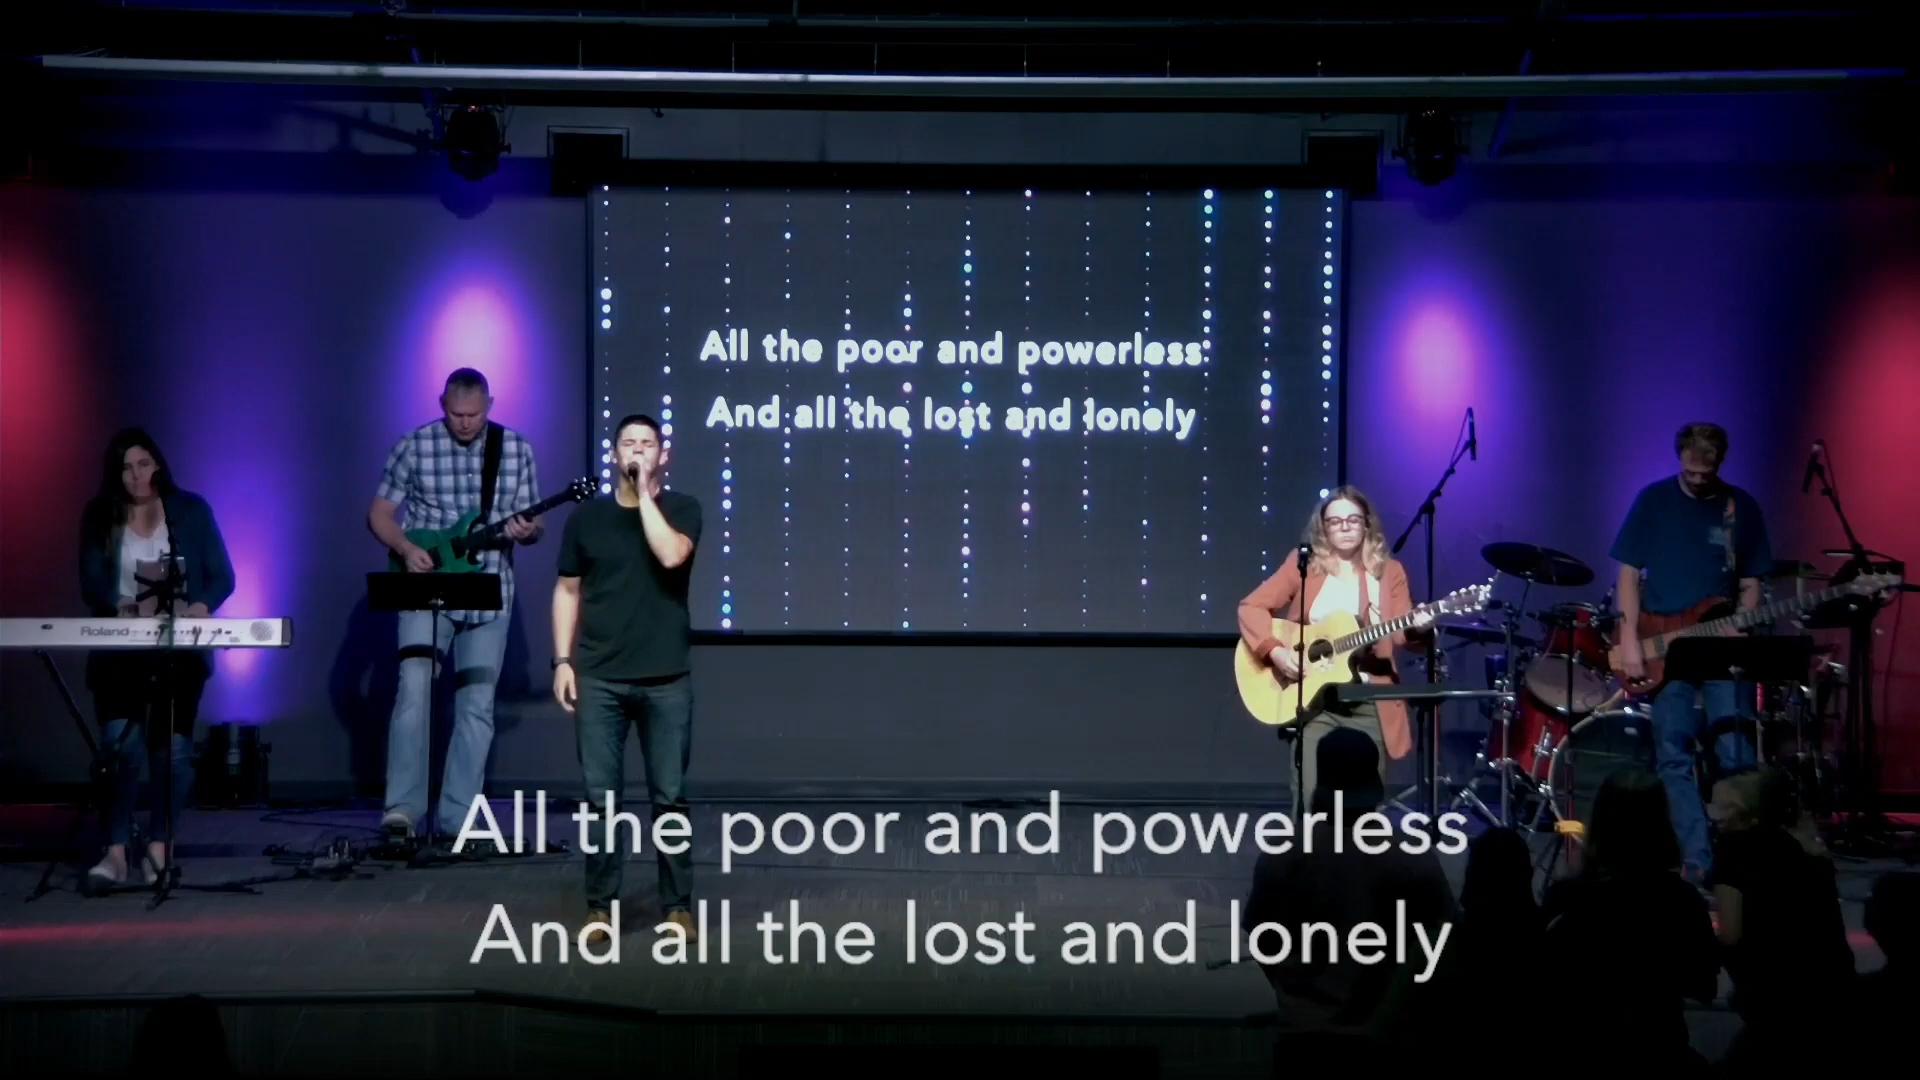 All the poor and powerless
And all the lost and lonely
Roland
All the poor and powerless
And all the lost and lonely